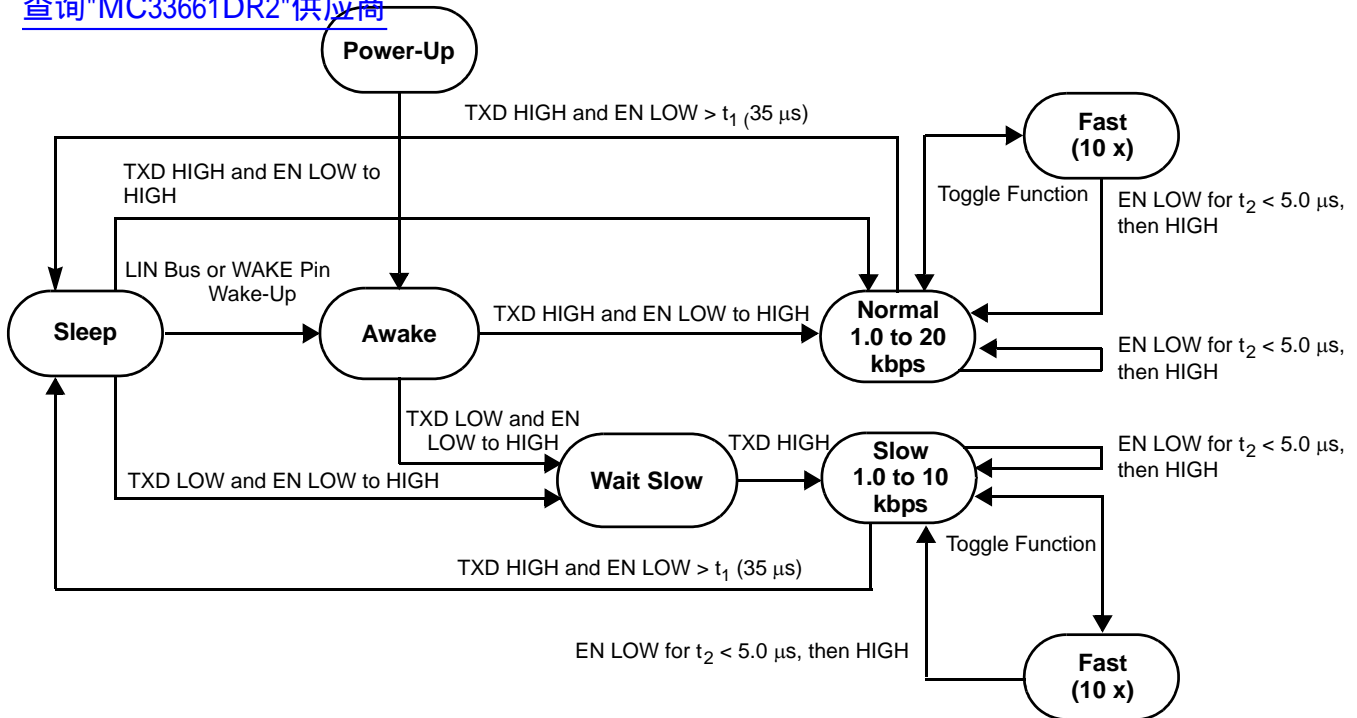 查询"MC33661DR2"供应商
Power-Up
TXD HIGH and EN LOW > t1 (35 μs)
Fast
(10 x)
TXD HIGH and EN LOW to
HIGH
Toggle Function
EN LOW for t2 < 5.0 μs,
then HIGH
LIN Bus or WAKE Pin
Wake-Up
Sleep
Awake
TXD HIGH and EN LOW to HIGH
Normal
1.0 to 20
kbps
EN LOW for t2 < 5.0 μs,
then HIGH
TXD LOW and EN
LOW to HIGH
TXD LOW and EN LOW to HIGH
Wait Slow
TXD HIGH
Slow
1.0 to 10
kbps
EN LOW for t2 < 5.0 μs,
then HIGH
Toggle Function
TXD HIGH and EN LOW > t1 (35 μs)
EN LOW for t2 < 5.0 μs, then HIGH
Fast
(10 x)